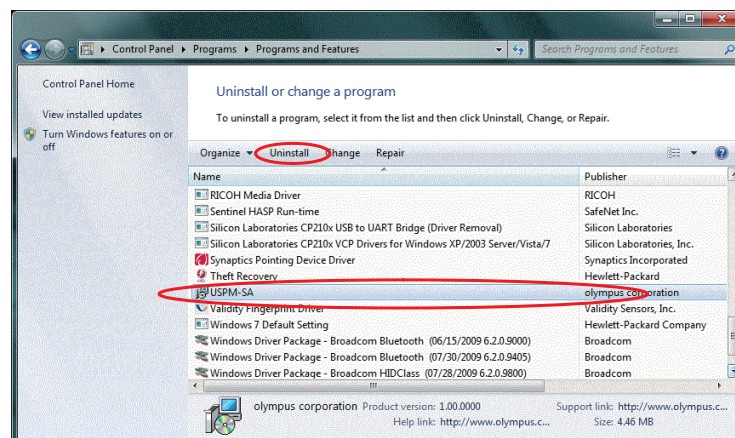 Control Panel ▸ Programs ▸ Programs and Features
Search Programs and Features
Control Panel Home
View installed updates
Turn Windows features on or
off
Uninstall or change a program
To uninstall a program, select it from the list and then click Uninstall, Change, or Repair.
Organize Uninstall Change Repair
Name Publisher
RICOH Media Driver RICOH
Sentinel HASP Run-time SafeNet Inc.
Silicon Laboratories CP210x USB to UART Bridge (Driver Removal) Silicon Laboratories
Silicon Laboratories CP210x VCP Drivers for Windows XP/2003 Server/Vista/7 Silicon Laboratories, Inc.
Synaptics Pointing Device Driver Synaptics Incorporated
Theft Recovery Hewlett-Packard
USPM-SA olympus corporation
Validity Fingerprint Driver Validity Sensors, Inc.
Windows 7 Default Setting Hewlett-Packard Company
Windows Driver Package - Broadcom Bluetooth (06/15/2009 6.2.0.9000) Broadcom
Windows Driver Package - Broadcom Bluetooth (07/30/2009 6.2.0.9405) Broadcom
Windows Driver Package - Broadcom HIDClass (07/28/2009 6.2.0.9800) Broadcom
olympus corporation Product version: 1.00.0000 Support link: http://www.olympus.c...
Help link: http://www.olympus.c... Size: 4.46 MB